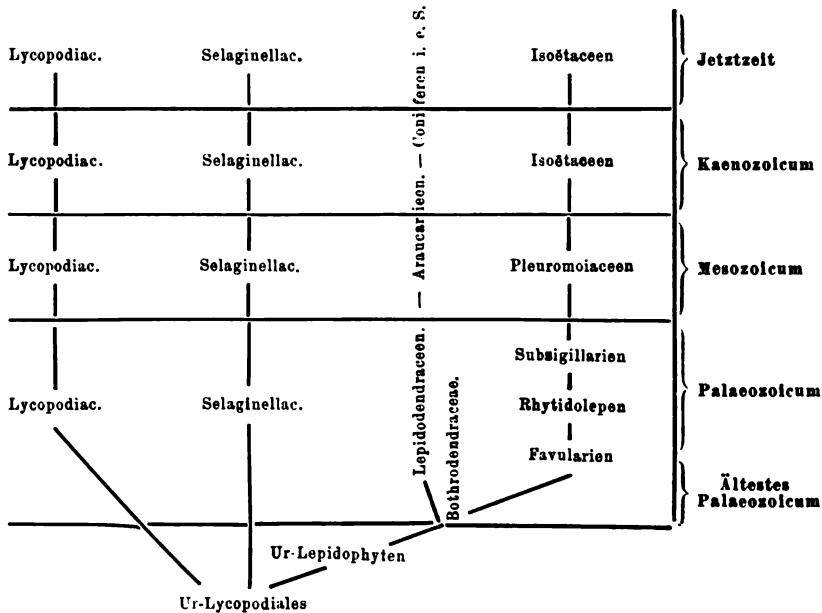 Lycopodiac. Selaginellac. Isoëtaceen Jetztzeit
Lycopodiac. Selaginellac. Isoëtaceen Kaenozoicum
Lycopodiac. Selaginellac. Pleuromoiaceen Mesozoicum
Lepidodendraceen. — Araucarieen. — Coniferen i. e. S.
Bothrodendraceae.
Subsigillarien
Lycopodiac. Selaginellac. Rhytidolepen Palaeozoicum
Favularien
Ältestes
Palaeozoicum
Ur-Lepidophyten
Ur-Lycopodiales